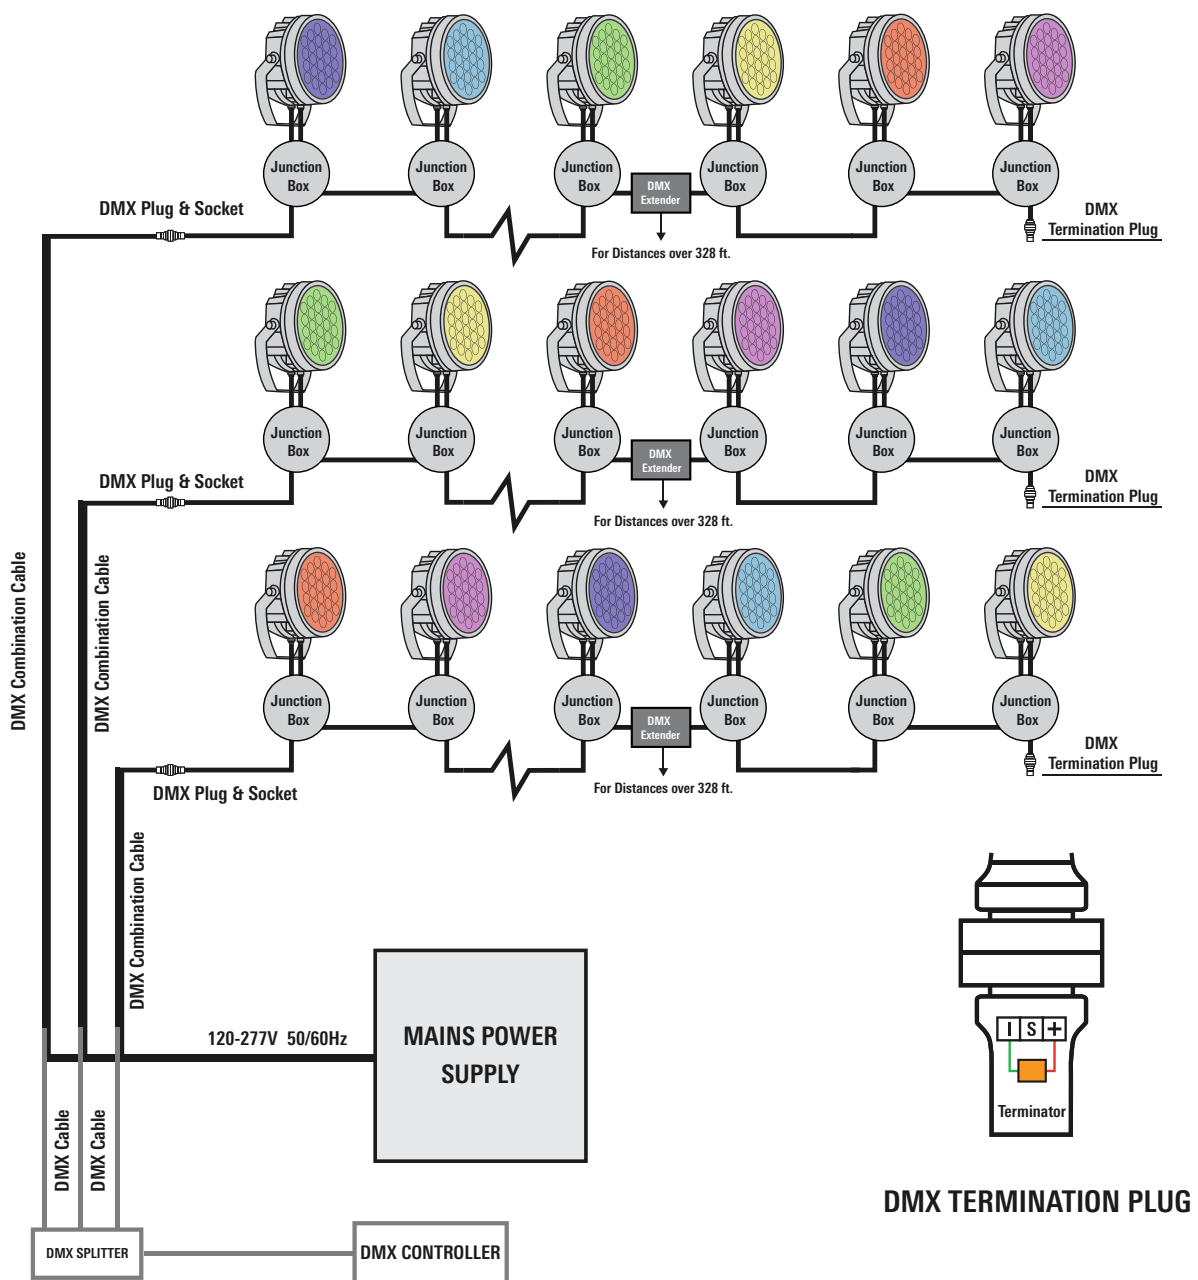 Junction
Box
Junction
Box
Junction
Box
DMX
Extender
Junction
Box
Junction
Box
Junction
Box
DMX Plug & Socket
DMX
Termination Plug
For Distances over 328 ft.
Junction
Box
Junction
Box
Junction
Box
DMX
Extender
Junction
Box
Junction
Box
Junction
Box
DMX Plug & Socket
DMX
Termination Plug
For Distances over 328 ft.
DMX Combination Cable
DMX Combination Cable
Junction
Box
Junction
Box
Junction
Box
DMX
Extender
Junction
Box
Junction
Box
Junction
Box
DMX Plug & Socket
DMX
Termination Plug
For Distances over 328 ft.
DMX Combination Cable
120-277V 50/60Hz
MAINS POWER
SUPPLY
I S +
Terminator
DMX Cable
DMX Cable
DMX TERMINATION PLUG
DMX SPLITTER
DMX CONTROLLER